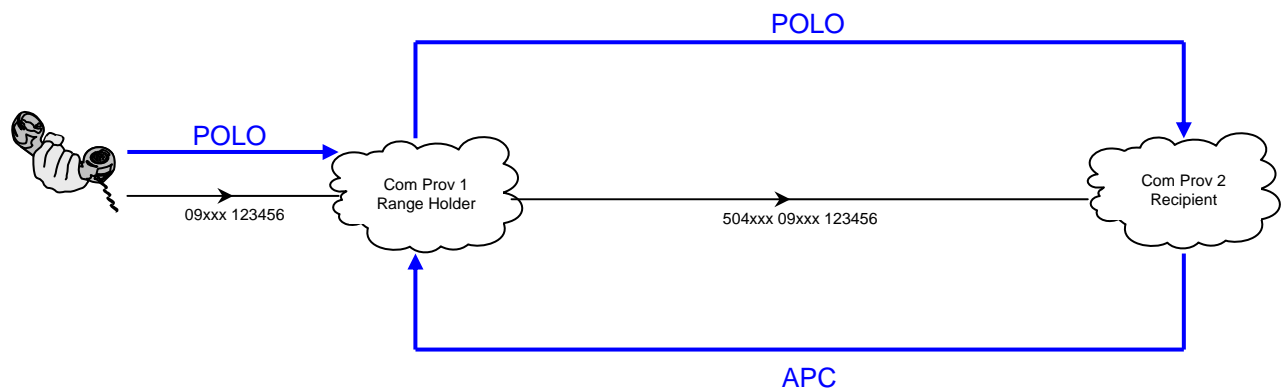 POLO
POLO
Com Prov 1
Range Holder
Com Prov 2
Recipient
09xxx 123456
504xxx 09xxx 123456
APC